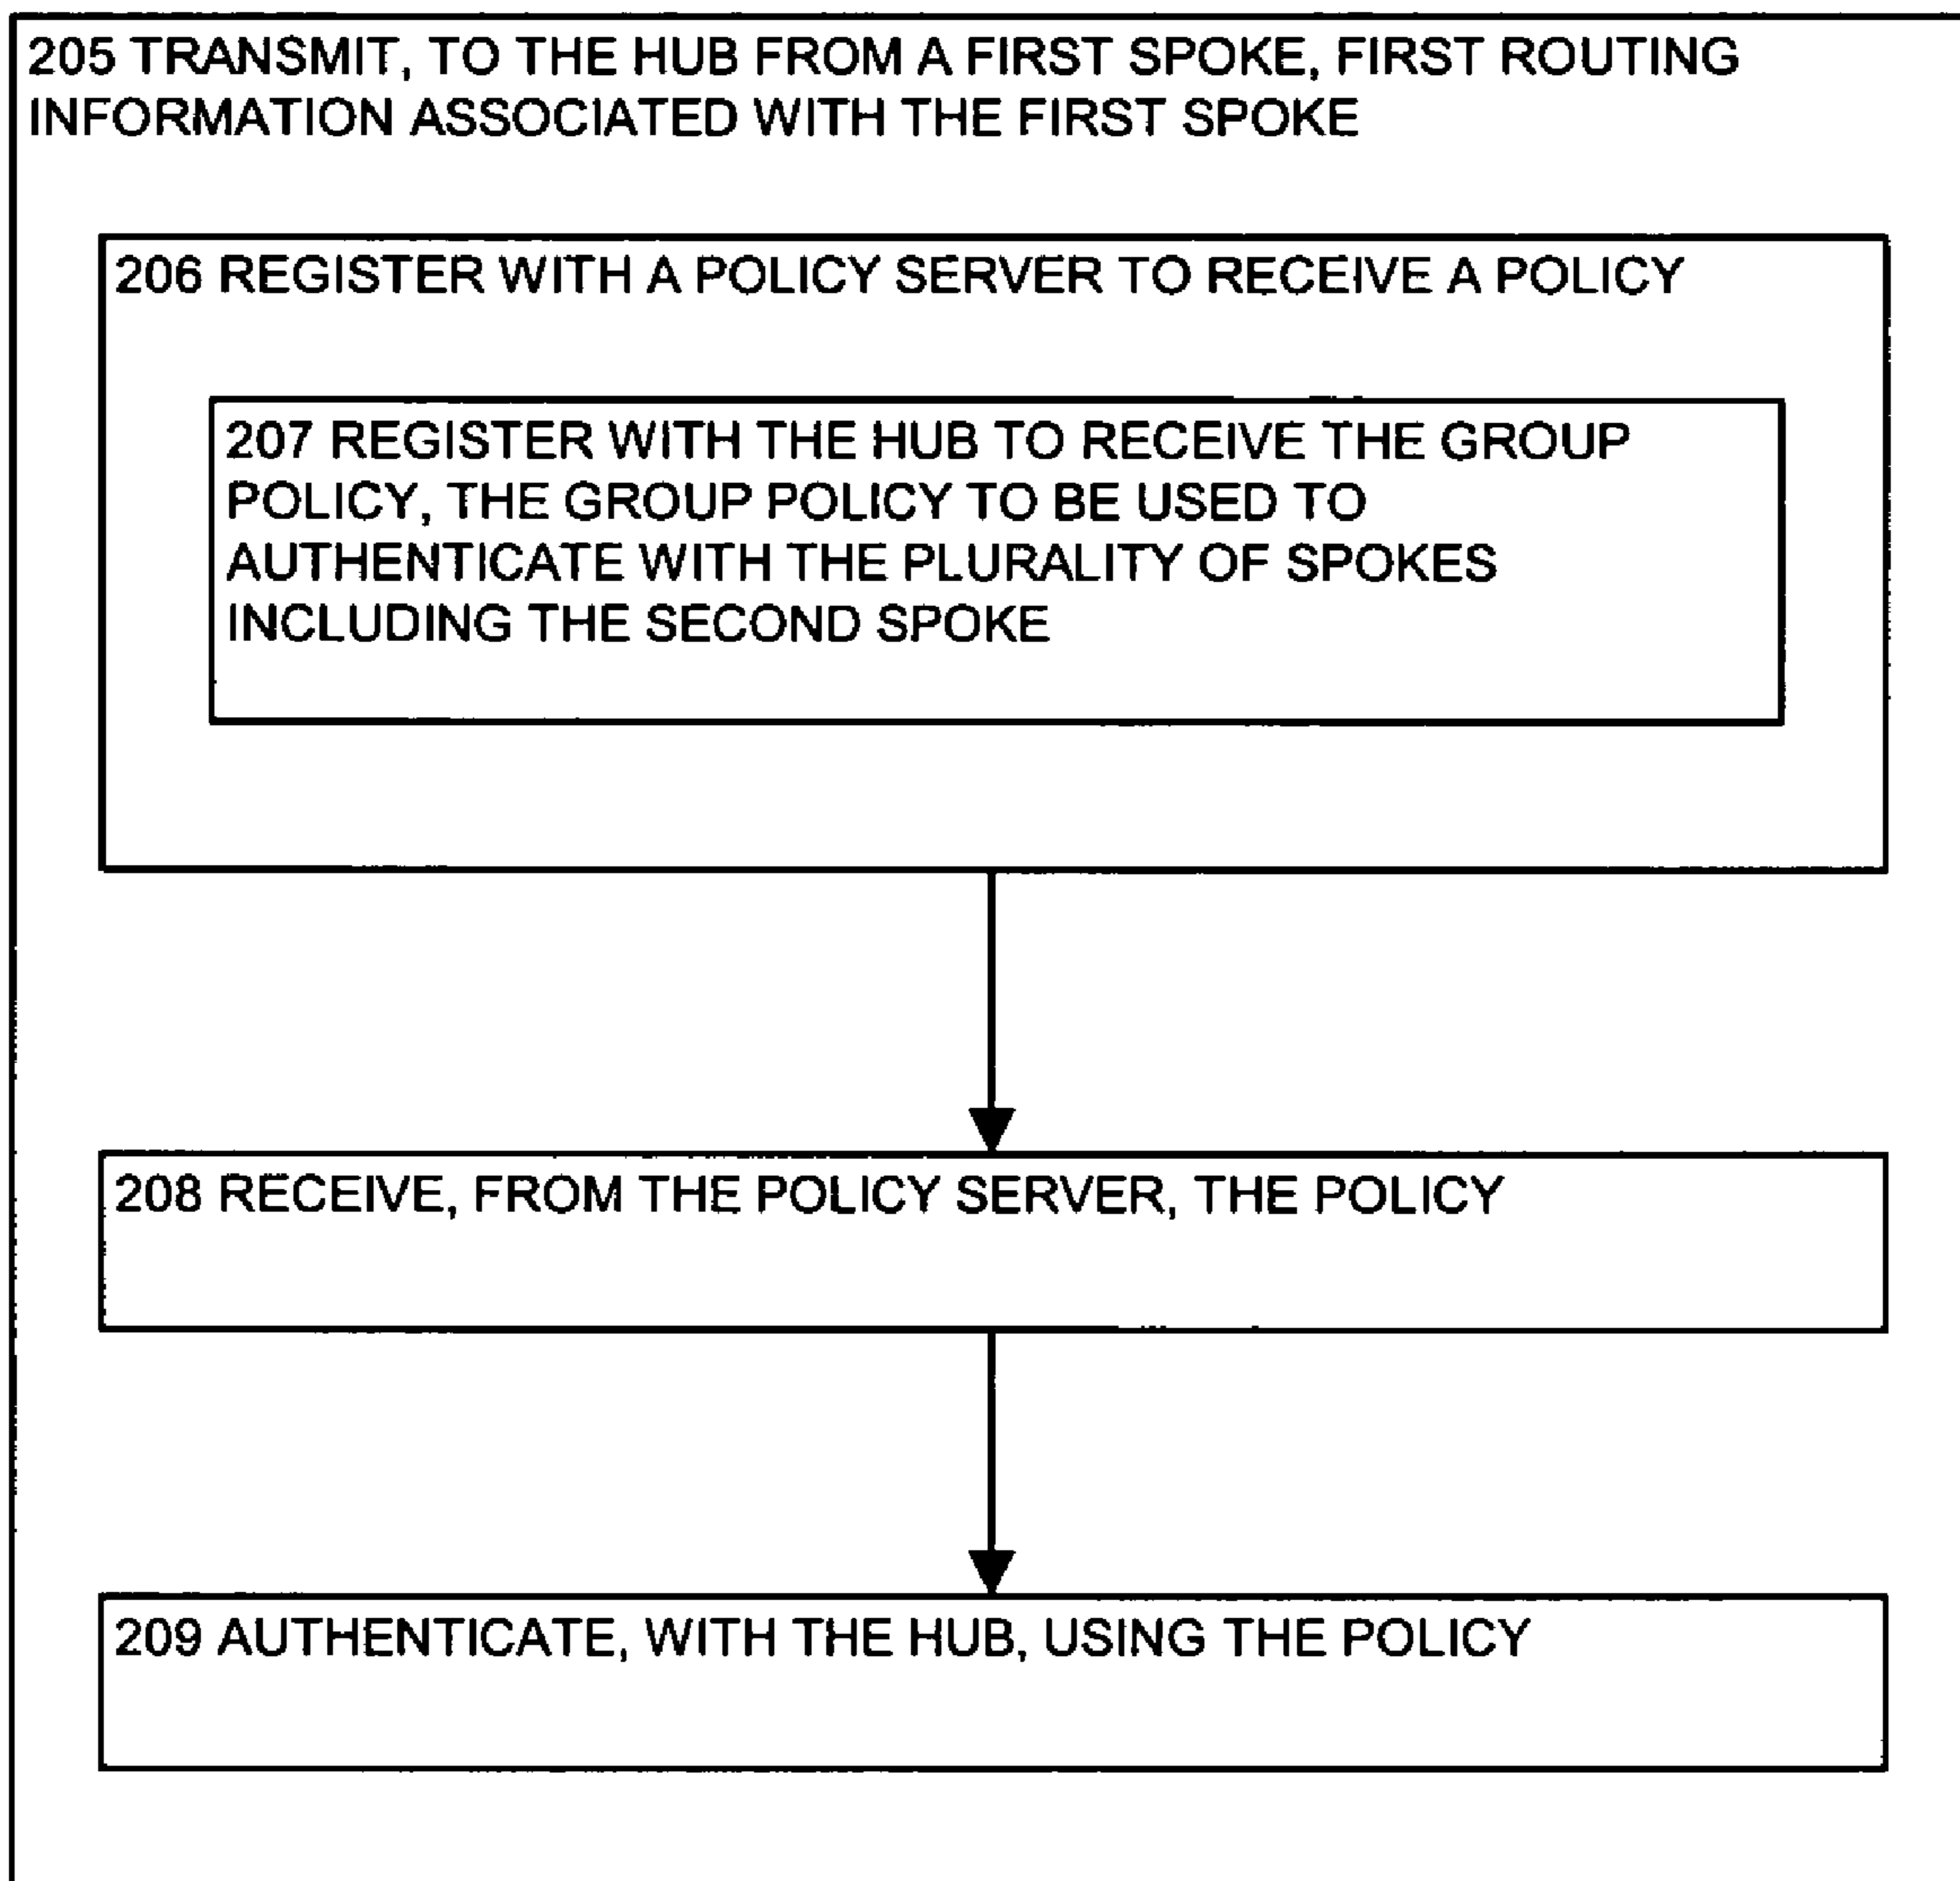 205 TRANSMIT, TO THE HUB FROM A FIRST SPOKE, FIRST ROUTING
INFORMATION ASSOCIATED WITH THE FIRST SPOKE
206 REGISTER WITH A POLICY SERVER TO RECEIVE A POLICY
207 REGISTER WITH THE HUB TO RECEIVE THE GROUP
POLICY, THE GROUP POLICY TO BE USED TO
AUTHENTICATE WITH THE PLURALITY OF SPOKES
INCLUDING THE SECOND SPOKE
208 RECEIVE, FROM THE POLICY SERVER, THE POLICY
209 AUTHENTICATE, WITH THE HUB, USING THE POLICY